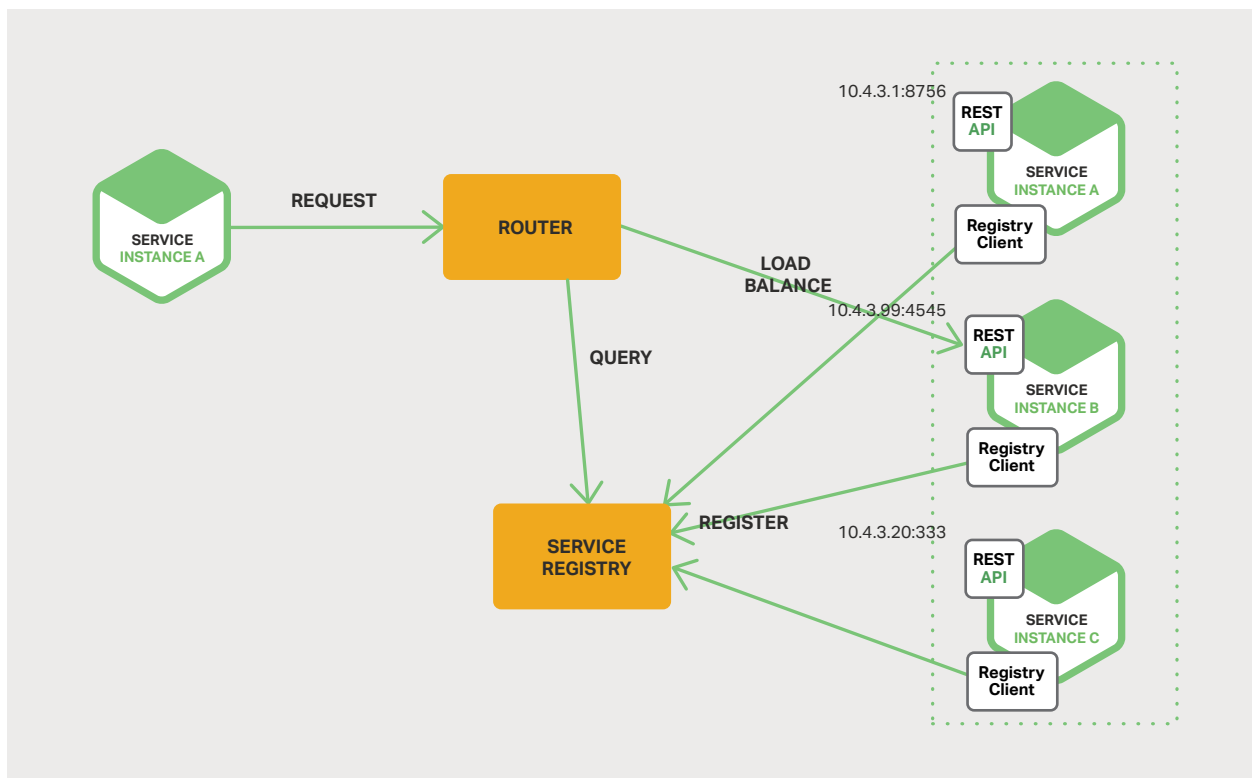 10.4.3.1:8756
REST
API
SERVICE
INSTANCE A
Registry
Client
SERVICE
INSTANCE A
REQUEST
ROUTER
LOAD
BALANCE
10.4.3.99:4545
REST
API
SERVICE
INSTANCE B
Registry
Client
QUERY
SERVICE
REGISTRY
REGISTER
10.4.3.20:333
REST
API
SERVICE
INSTANCE C
Registry
Client